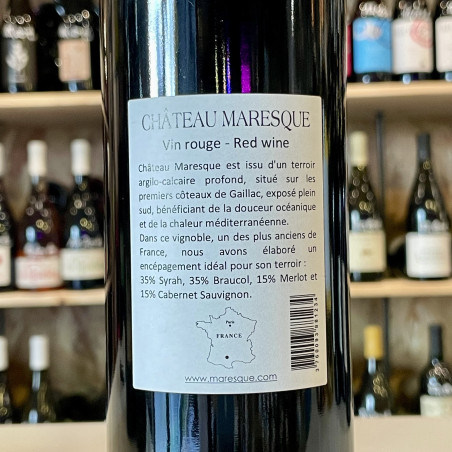 CHÂTEAU MARESQUE
Vin rouge - Red wine
Château Maresque est issu d'un terroir
argilo-calcaire profond, situé sur les
premiers côteaux de Gaillac, exposé plein
sud, bénéficiant de la douceur océanique
et de la chaleur méditerranéenne.
Dans ce vignoble, un des plus anciens de
France, nous avons élaboré un
encépagement idéal pour son terroir :
35% Syrah, 35% Braucol, 15% Merlot et
15% Cabernet Sauvignon.
Paris
FRANCE
www.maresque.com